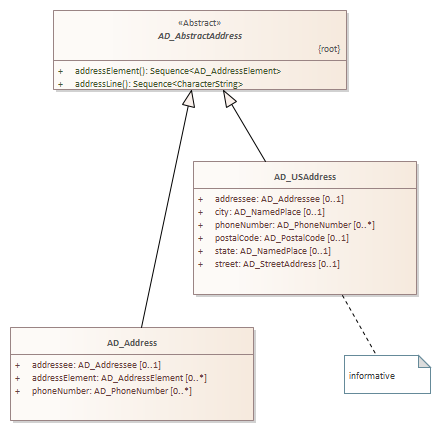 «Abstract»
AD_AbstractAddress
{root}
+ addressElement(): Sequence<AD_AddressElement>
+ addressLine(): Sequence<CharacterString>
AD_USAddress
+ addressee: AD_Addressee [0..1]
+ city: AD_NamedPlace [0..1]
+ phoneNumber: AD_PhoneNumber [0..*]
+ postalCode: AD_PostalCode [0..1]
+ state: AD_NamedPlace [0..1]
+ street: AD_StreetAddress [0..1]
AD_Address
+ addressee: AD_Addressee [0..1]
+ addressElement: AD_AddressElement [0..*]
+ phoneNumber: AD_PhoneNumber [0..*]
informative